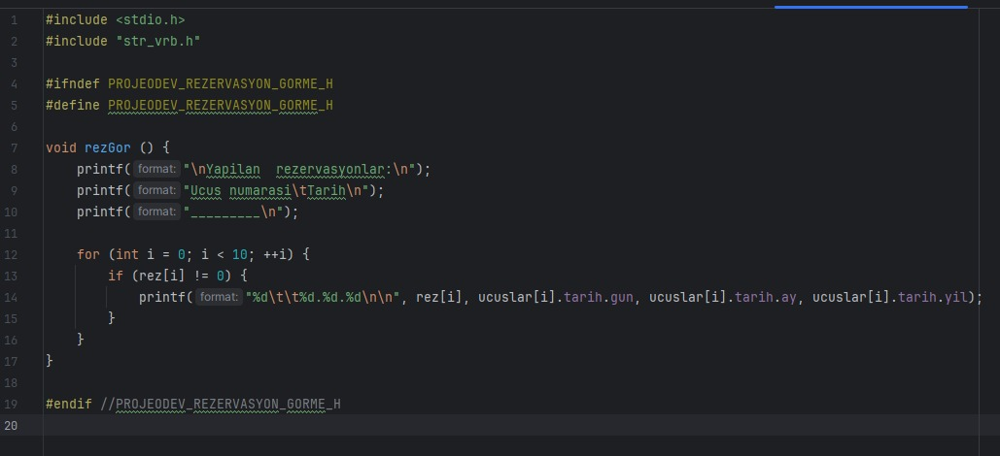 1 #include <stdio.h>
2 #include "str_vrb.h"
3
4 #ifndef PROJEODEV_REZERVASYON_GORME_H
5 #define PROJEODEV_REZERVASYON_GORME_H
6
7 void rezGor () {
8     printf( format: "\nYapilan  rezervasyonlar:\n");
9     printf( format: "Ucus numarasi\tTarih\n");
10     printf( format: "_________\n");
11
12     for (int i = 0; i < 10; ++i) {
13         if (rez[i] != 0) {
14             printf( format: "%d\t\t%d.%d.%d\n\n", rez[i], ucuslar[i].tarih.gun, ucuslar[i].tarih.ay, ucuslar[i].tarih.yil);
15         }
16     }
17 }
18
19 #endif //PROJEODEV_REZERVASYON_GORME_H
20